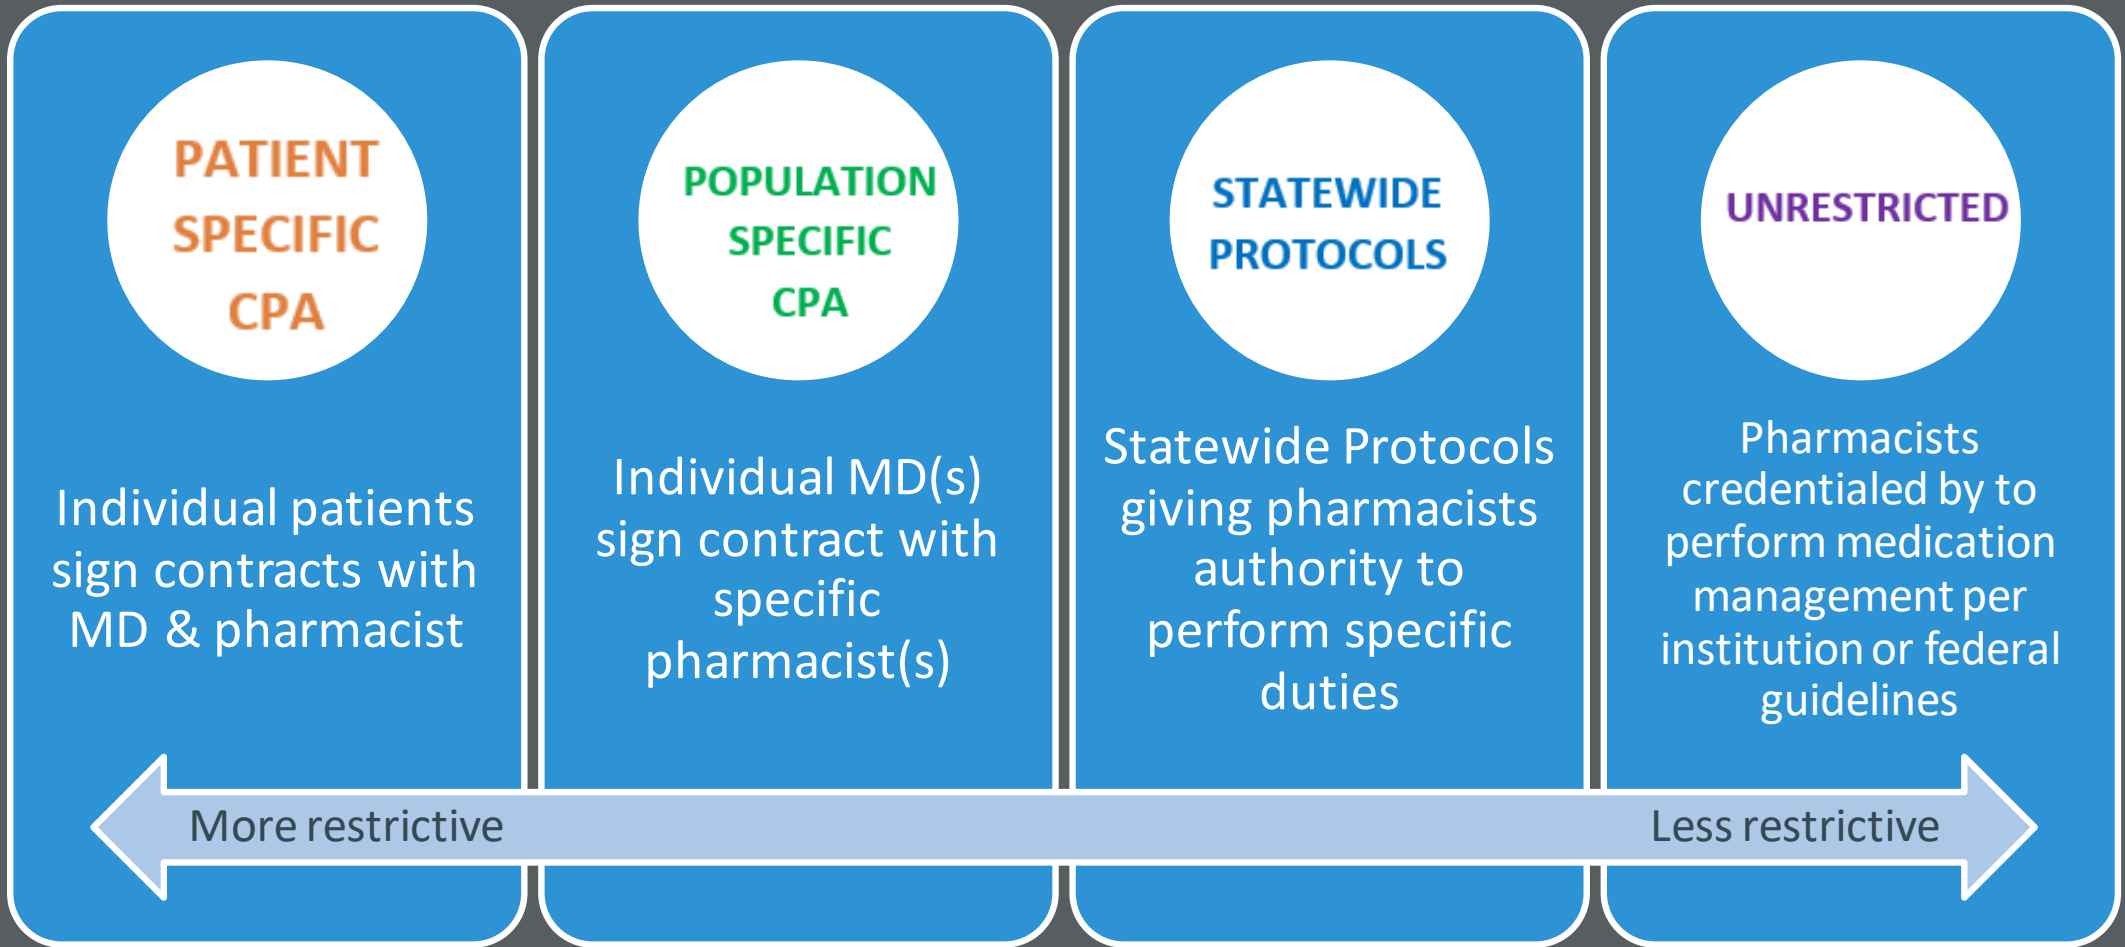 PATIENT
SPECIFIC
CPA
Individual patients
sign contracts with
MD & pharmacist
POPULATION
SPECIFIC
CPA
Individual MD(s)
sign contract with
specific
pharmacist(s)
STATEWIDE
PROTOCOLS
Statewide Protocols
giving pharmacists
authority to
perform specific
duties
UNRESTRICTED
Pharmacists
credentialed by to
perform medication
management per
institution or federal
guidelines
More restrictive
Less restrictive